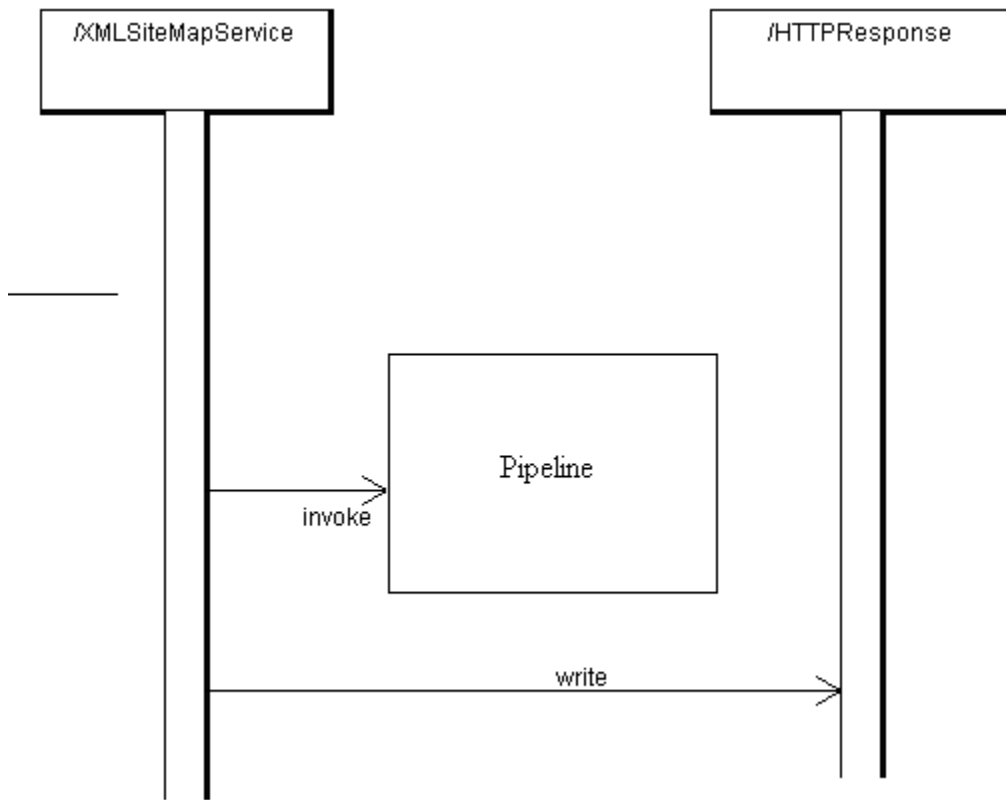 /XMLSiteMapService
/HTTPResponse
Pipeline
invoke
write